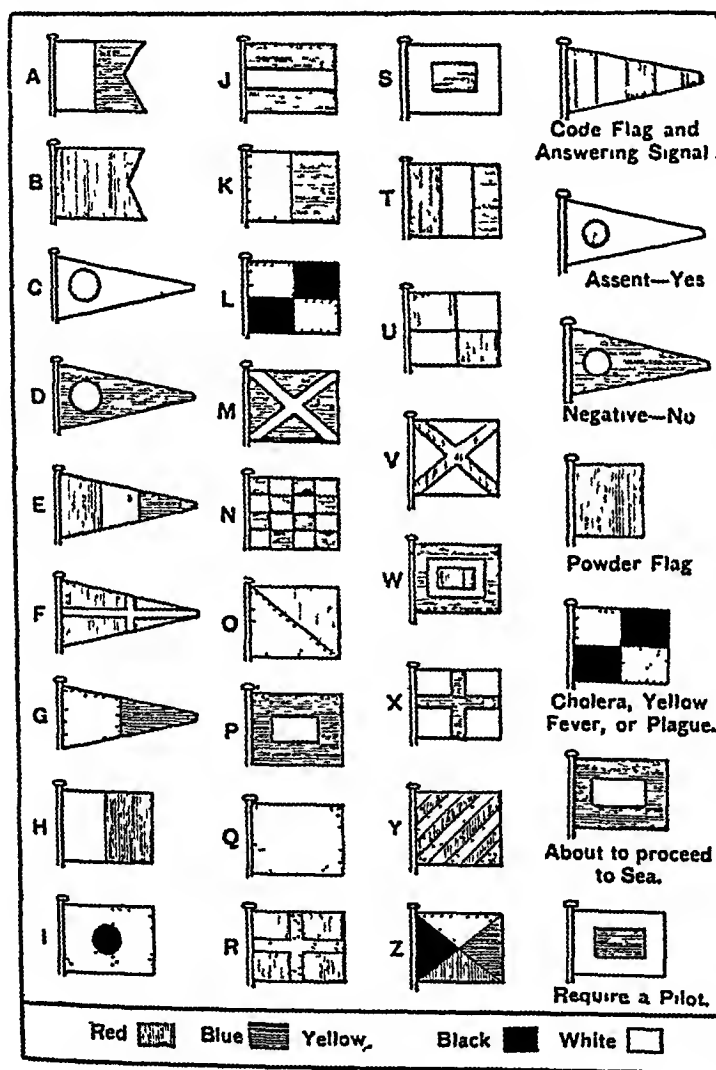 A
B
C
D
E
F
G
H
I
J
K
L
M
N
O
P
Q
R
S
T
U
V
W
X
Y
Z
Code Flag and
Answering Signal.
Assent—Yes
Negative—No
Powder Flag
Cholera, Yellow
Fever, or Plague.
About to proceed
to Sea.
Require a Pilot.
Red Blue Yellow Black White